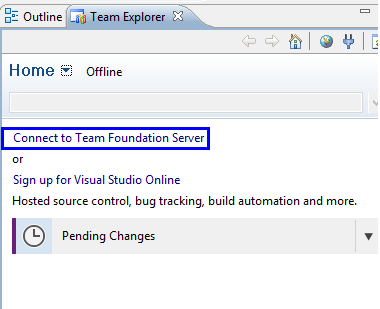 Outline
Team Explorer
Home
Offline
Connect to Team Foundation Server
or
Sign up for Visual Studio Online
Hosted source control, bug tracking, build automation and more.
Pending Changes